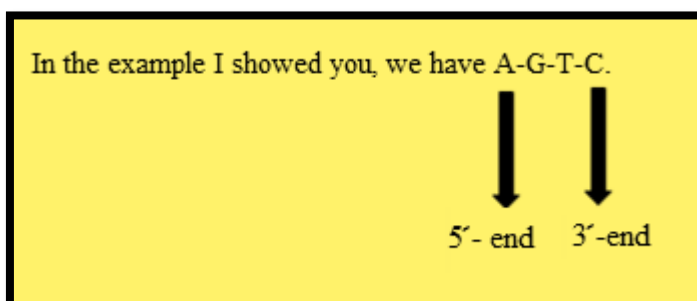 In the example I showed you, we have A-G-T-C.
5´- end 3´-end